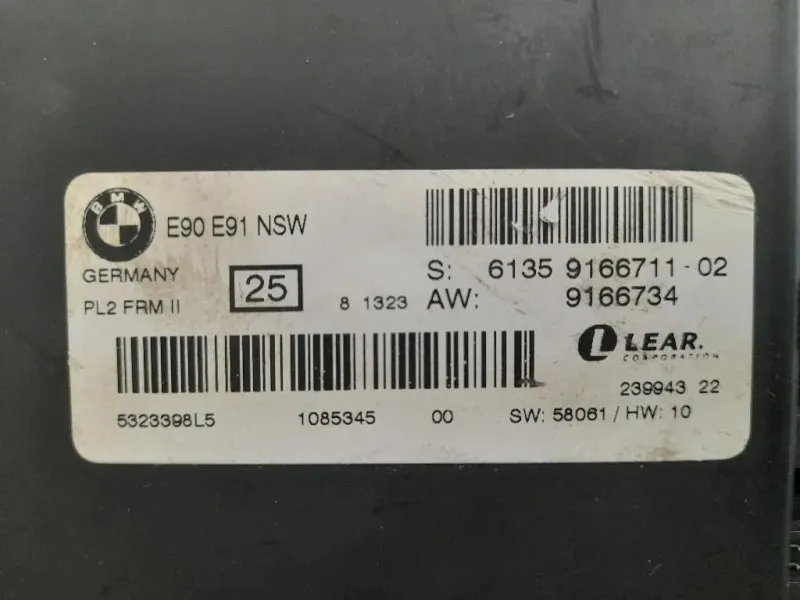 BMW
E90 E91 NSW
GERMANY
PL2 FRM II
25
8 1323
S: 6135 9166711-02
AW: 9166734
LEAR.
CORPORATION
239943 22
5323398L5 1085345 00 SW: 58061 / HW: 10